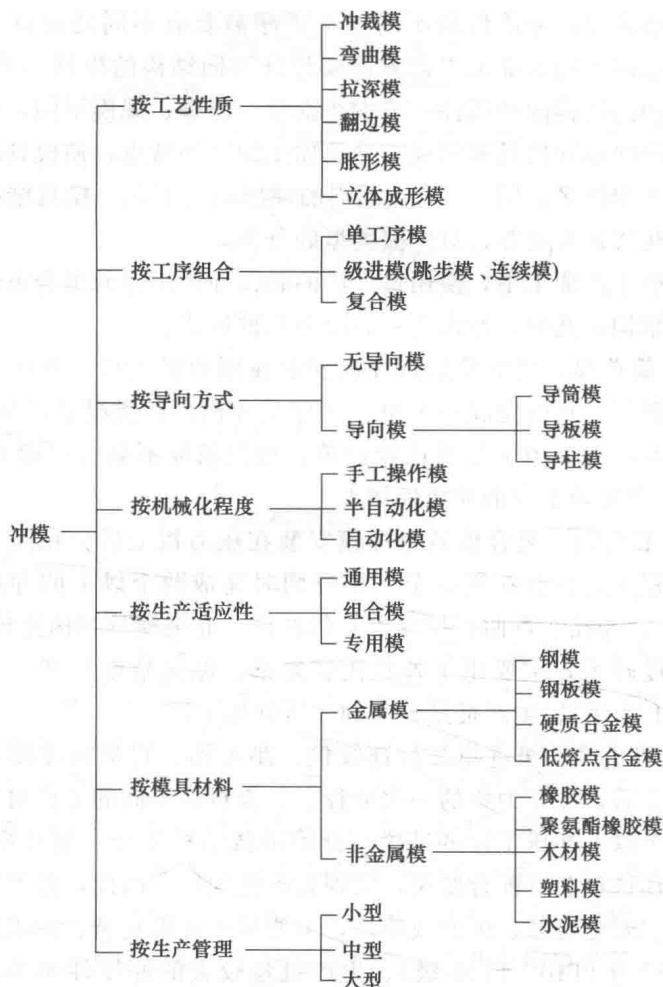 冲模
按工艺性质
冲裁模
弯曲模
拉深模
翻边模
胀形模
立体成形模
按工序组合
单工序模
级进模(跳步模、连续模)
复合模
按导向方式
无导向模
导向模
导筒模
导板模
导柱模
按机械化程度
手工操作模
半自动化模
自动化模
按生产适应性
通用模
组合模
专用模
按模具材料
金属模
钢模
钢板模
硬质合金模
低熔点合金模
非金属模
橡胶模
聚氨酯橡胶模
木材模
塑料模
水泥模
按生产管理
小型
中型
大型